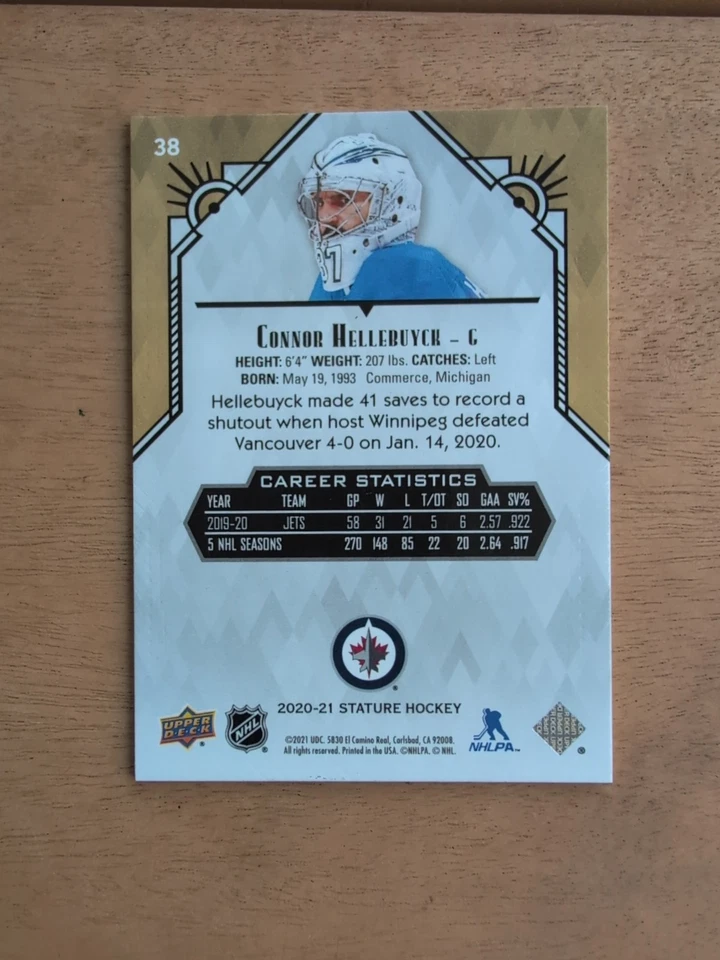 38
37
CONNOR HELLEBUYCK – G
HEIGHT: 6'4" WEIGHT: 207 lbs. CATCHES: Left
BORN: May 19, 1993 Commerce, Michigan
Hellebuyck made 41 saves to record a
shutout when host Winnipeg defeated
Vancouver 4-0 on Jan. 14, 2020.
CAREER STATISTICS
YEAR TEAM GP W L T/OT SO GAA SV%
2019-20 JETS 58 31 21 5 6 2.57 .922
5 NHL SEASONS 270 148 85 22 20 2.64 .917
2020-21 STATURE HOCKEY
UPPER DECK
NHL
©2021 UDC, 5830 El Camino Real, Carlsbad, CA 92008.
All rights reserved. Printed in the USA. ©NHLPA. © NHL.
NHLPA™
®